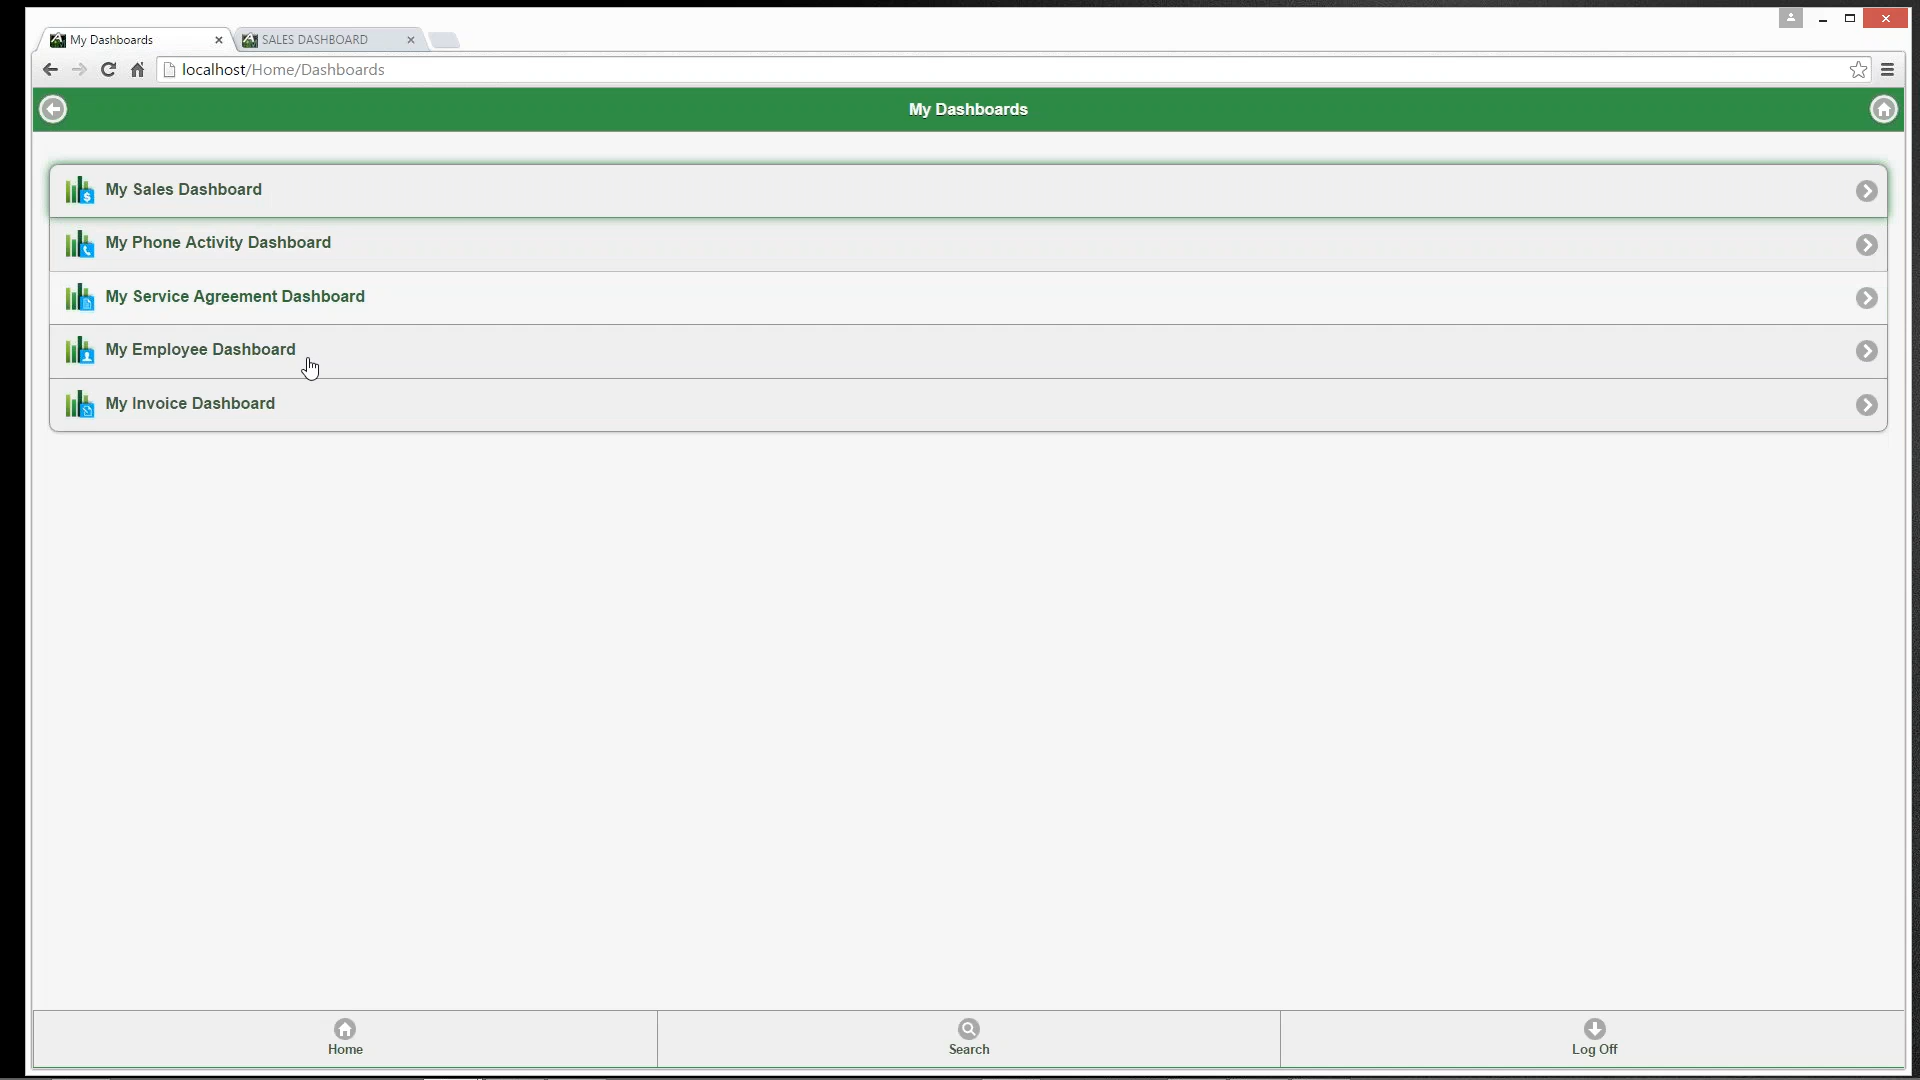 My Dashboards
SALES DASHBOARD
localhost/Home/Dashboards
My Dashboards
My Sales Dashboard
My Phone Activity Dashboard
My Service Agreement Dashboard
My Employee Dashboard
My Invoice Dashboard
Home
Search
Log Off